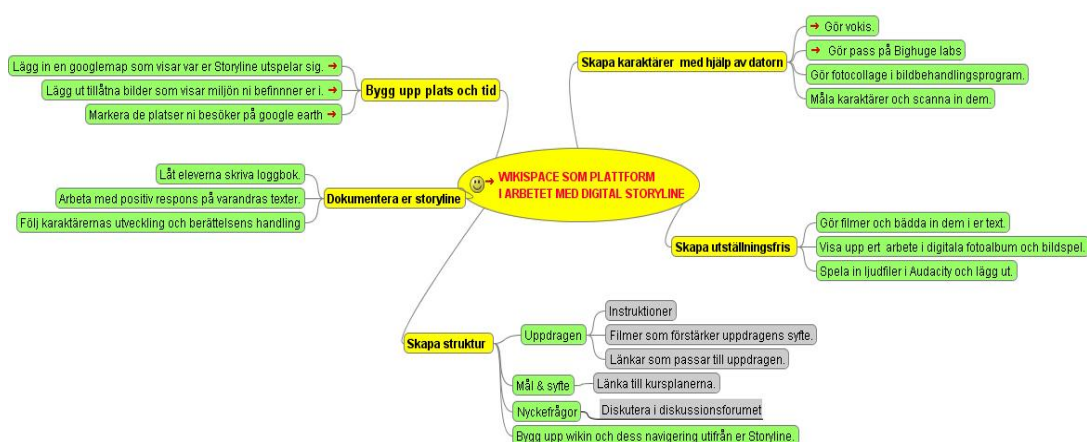 WIKISPACE SOM PLATTFORM
I ARBETET MED DIGITAL STORYLINE
Bygg upp plats och tid
Lägg in en googlemap som visar var er Storyline utspelar sig.
Lägg ut tillåtna bilder som visar miljön ni befinnner er i.
Markera de platser ni besöker på google earth
Dokumentera er storyline
Låt eleverna skriva loggbok.
Arbeta med positiv respons på varandras texter.
Följ karaktärernas utveckling och berättelsens handling
Skapa karaktärer med hjälp av datorn
Gör vokis.
Gör pass på Bighuge labs
Gör fotocollage i bildbehandlingsprogram.
Måla karaktärer och scanna in dem.
Skapa utställningsfris
Gör filmer och bädda in dem i er text.
Visa upp ert arbete i digitala fotoalbum och bildspel.
Spela in ljudfiler i Audacity och lägg ut.
Skapa struktur
Uppdragen
Instruktioner
Filmer som förstärker uppdragens syfte.
Länkar som passar till uppdragen.
Mål & syfte
Länka till kursplanerna.
Nyckefrågor
Diskutera i diskussionsforumet
Bygg upp wikin och dess navigering utifrån er Storyline.